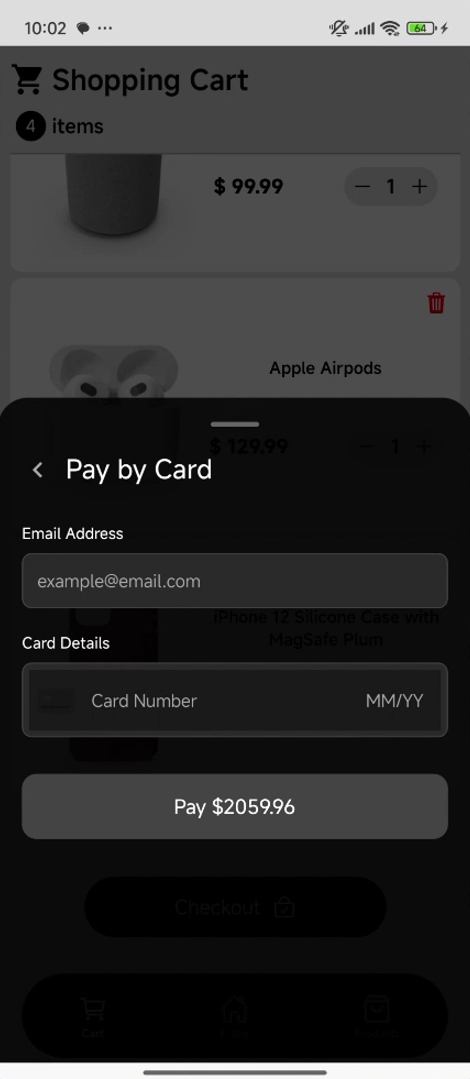 10:02
64
Shopping Cart
4 items
$ 99.99
1
Apple Airpods
$ 129.99
1
Pay by Card
Email Address
example@email.com
iPhone 12 Silicone Case with
MagSafe Plum
Card Details
Card Number MM/YY
Pay $2059.96
Checkout
Cart